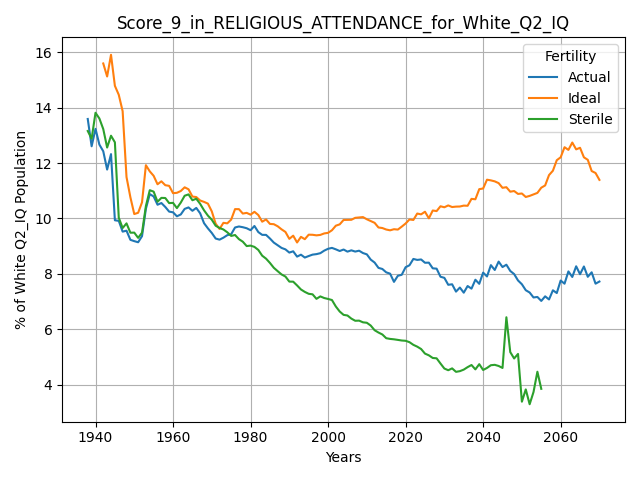 Score_9_in_RELIGIOUS_ATTENDANCE_for_White_Q2_IQ
% of White Q2_IQ Population
16
14
12
10
8
6
4
Fertility
Actual
Ideal
Sterile
1940 1960 1980 2000 2020 2040 2060
Years